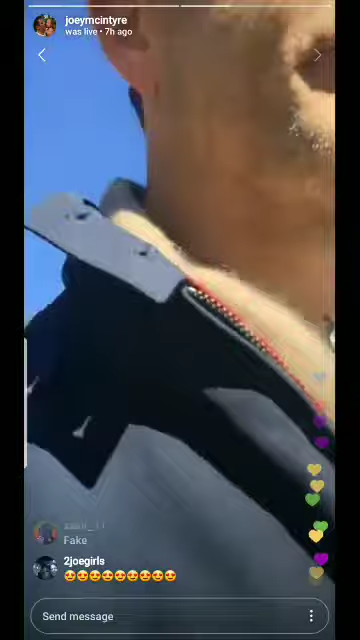 joeymcintyre
was live • 7h ago
Fake
2joegirls
😍😍😍😍😍😍😍😍😍
Send message